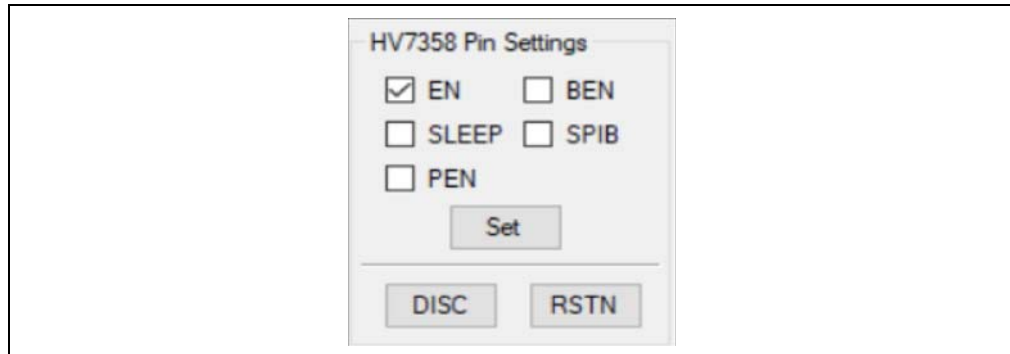 HV7358 Pin Settings
EN BEN
SLEEP SPIB
PEN
Set
DISC RSTN